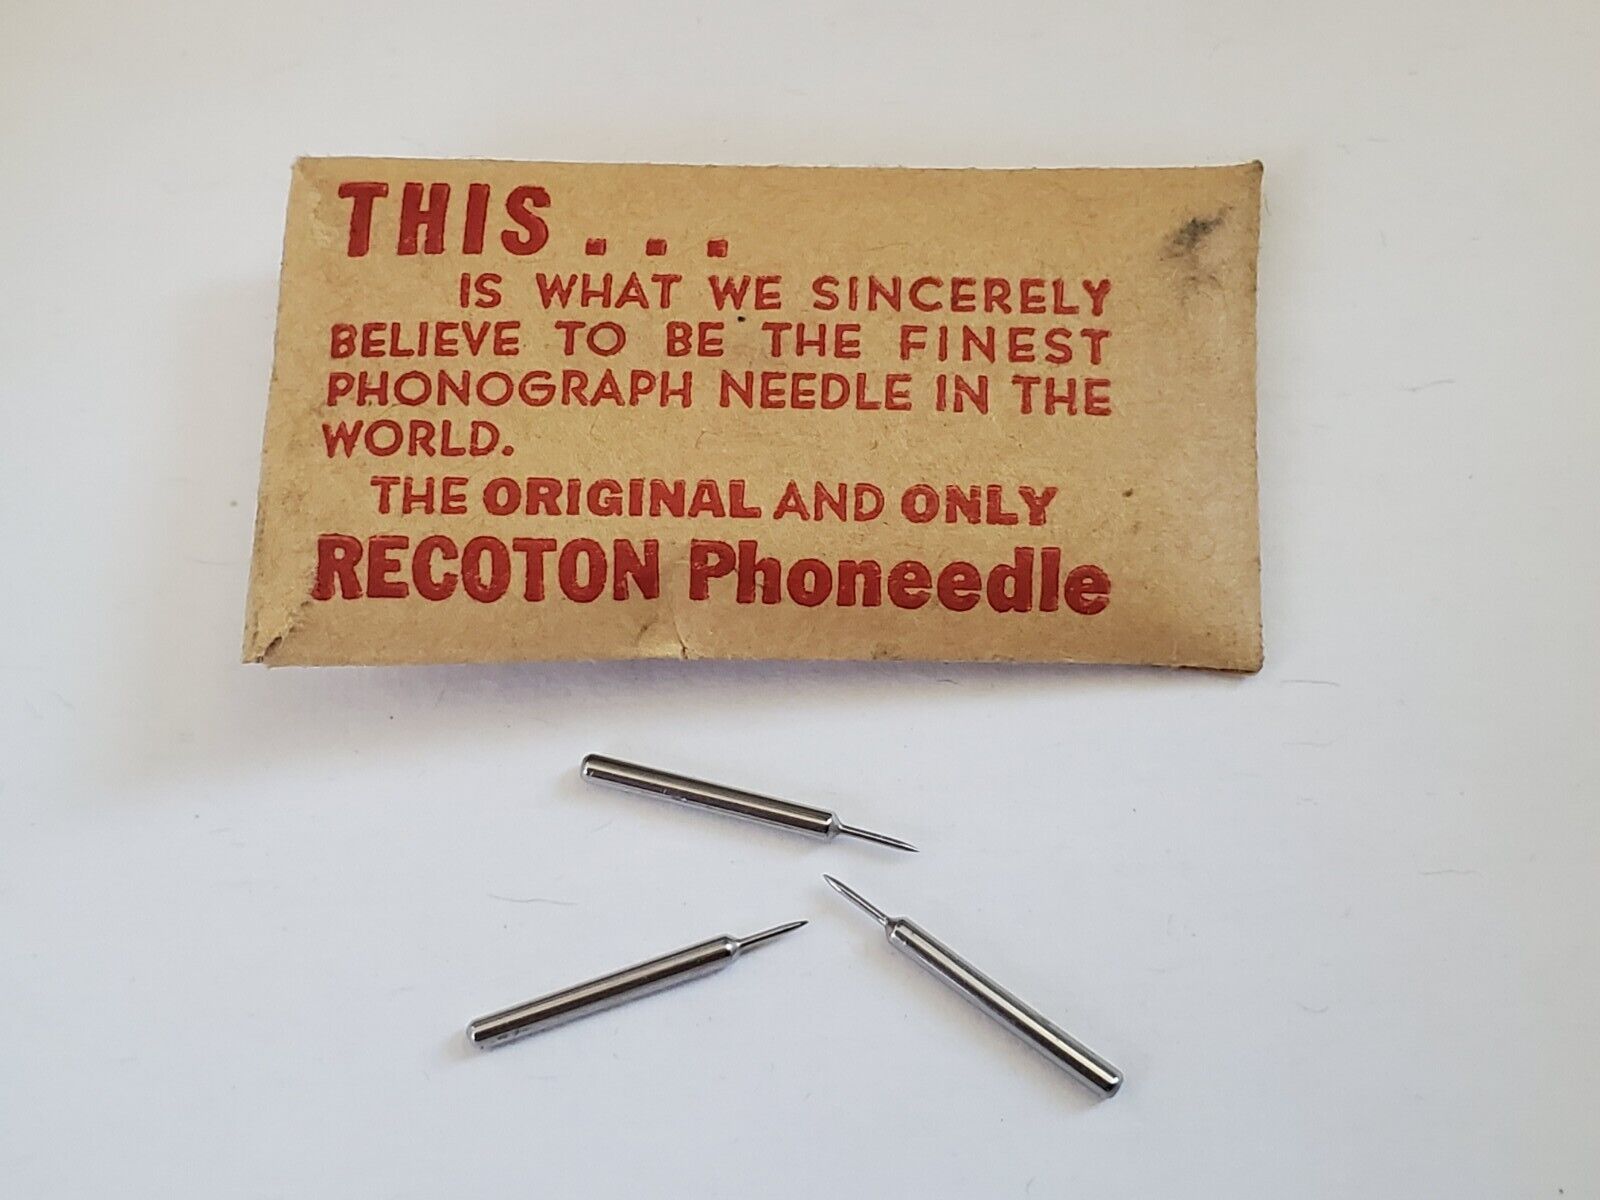 THIS...
IS WHAT WE SINCERELY
BELIEVE TO BE THE FINEST
PHONOGRAPH NEEDLE IN THE
WORLD.
THE ORIGINAL AND ONLY
RECOTON Phoneedle